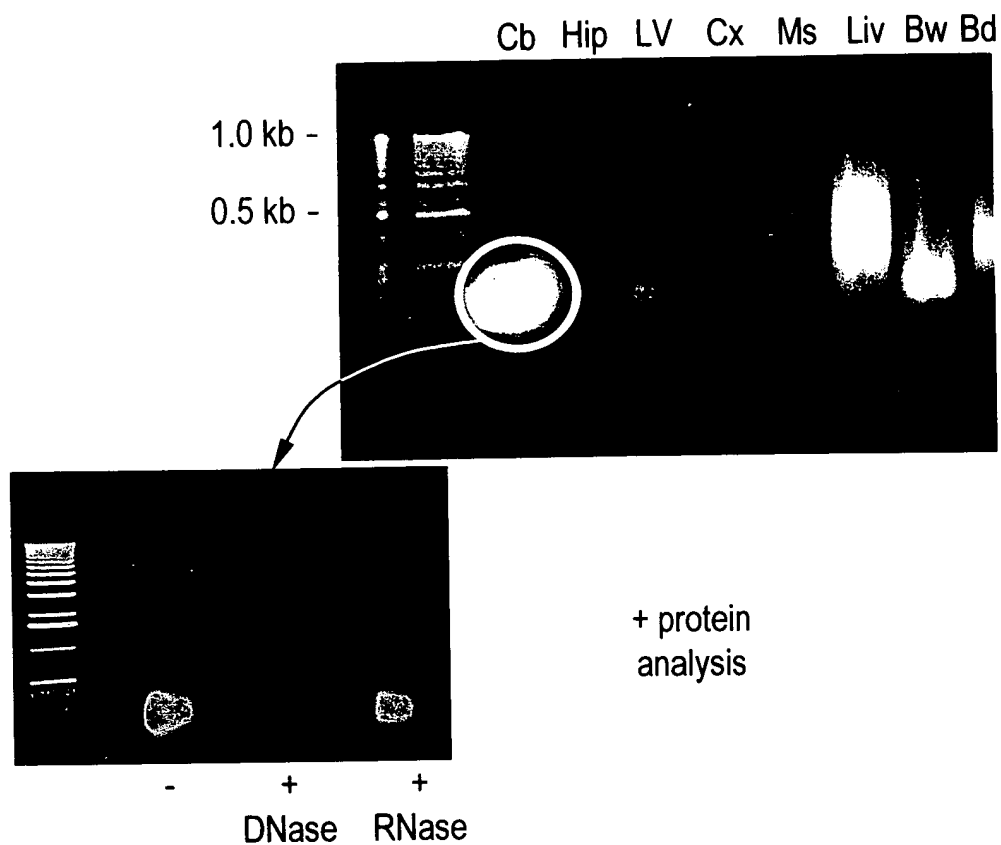 Cb Hip LV Cx Ms Liv Bw Bd
1.0 kb -
0.5 kb -
+ protein
analysis
- + +
DNase RNase